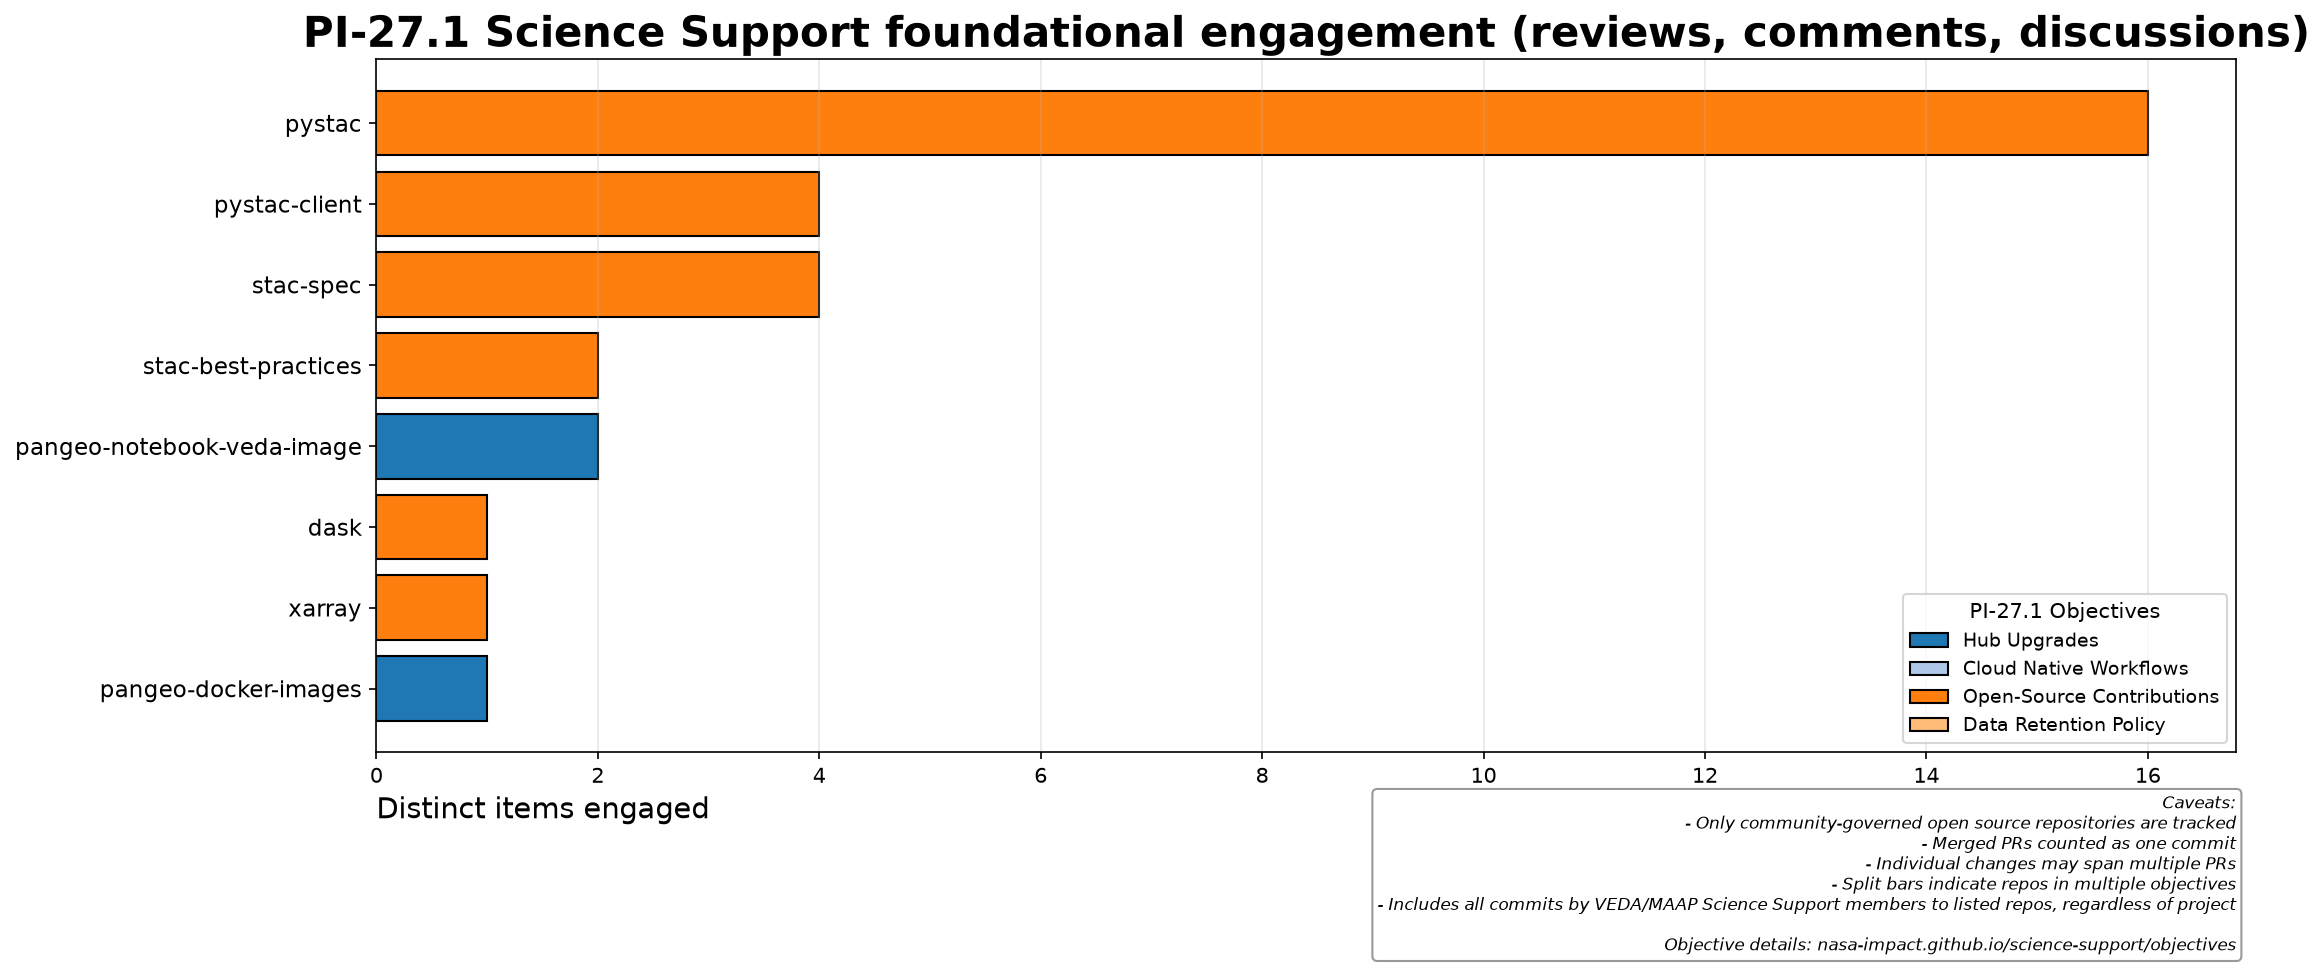 PI-27.1 Science Support foundational engagement (reviews, comments, discussions)
pystac
pystac-client
stac-spec
stac-best-practices
pangeo-notebook-veda-image
dask
xarray
pangeo-docker-images
PI-27.1 Objectives
Hub Upgrades
Cloud Native Workflows
Open-Source Contributions
Data Retention Policy
0 2 4 6 8 10 12 14 16
Distinct items engaged
Caveats:
- Only community-governed open source repositories are tracked
- Merged PRs counted as one commit
- Individual changes may span multiple PRs
- Split bars indicate repos in multiple objectives
- Includes all commits by VEDA/MAAP Science Support members to listed repos, regardless of project
Objective details: nasa-impact.github.io/science-support/objectives